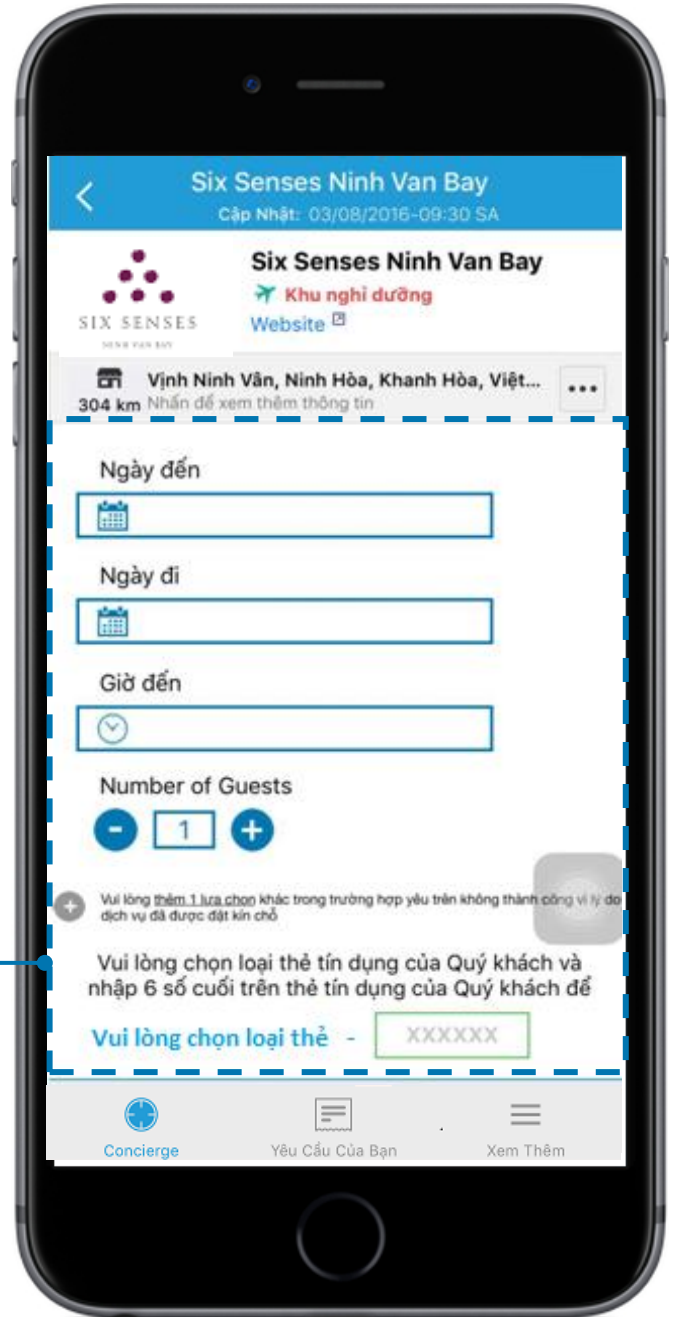 Six Senses Ninh Van Bay
Cập Nhật: 03/08/2016-09:30 SA
SIX SENSES
NINH VAN BAY
Six Senses Ninh Van Bay
Khu nghỉ dưỡng
Website
Vịnh Ninh Vân, Ninh Hòa, Khanh Hòa, Việt...
304 km Nhấn để xem thêm thông tin
Ngày đến
Ngày đi
Giờ đến
Number of Guests
- 1 +
Vui lòng thêm 1 lựa chọn khác trong trường hợp yêu trên không thành công vì lý do
dịch vụ đã được đặt kín chỗ
Vui lòng chọn loại thẻ tín dụng của Quý khách và
nhập 6 số cuối trên thẻ tín dụng của Quý khách để
Vui lòng chọn loại thẻ - XXXXXX
Concierge Yêu Cầu Của Bạn Xem Thêm